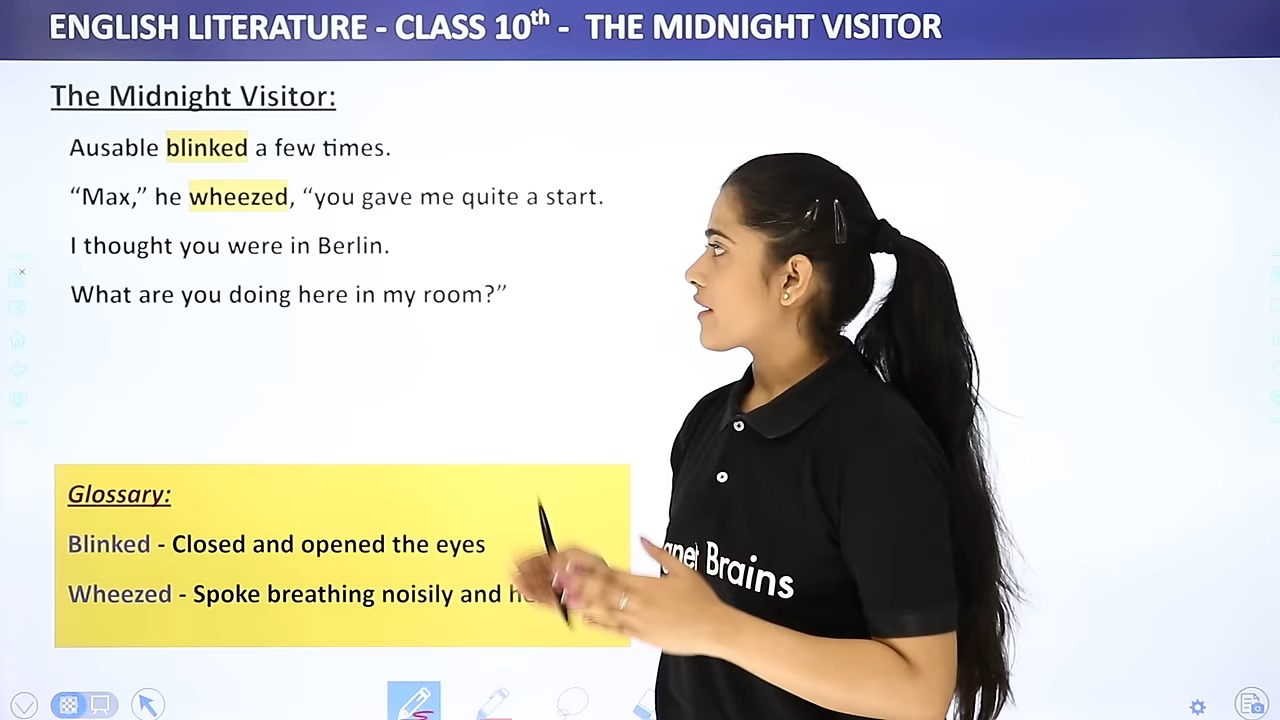 ENGLISH LITERATURE - CLASS 10th - THE MIDNIGHT VISITOR
The Midnight Visitor:
Ausable blinked a few times.
“Max,” he wheezed, “you gave me quite a start.
I thought you were in Berlin.
What are you doing here in my room?”
Glossary:
Blinked - Closed and opened the eyes
Wheezed - Spoke breathing noisily and
Brains